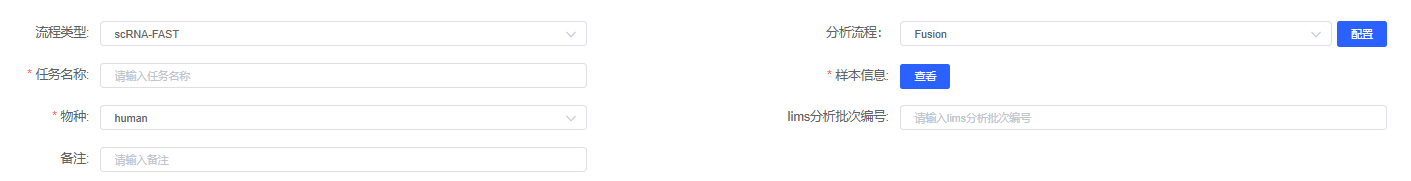 流程类型: scRNA-FAST 分析流程: Fusion 配置
* 任务名称: 请输入任务名称 * 样本信息: 查看
* 物种: human lims分析批次编号: 请输入lims分析批次编号
备注: 请输入备注